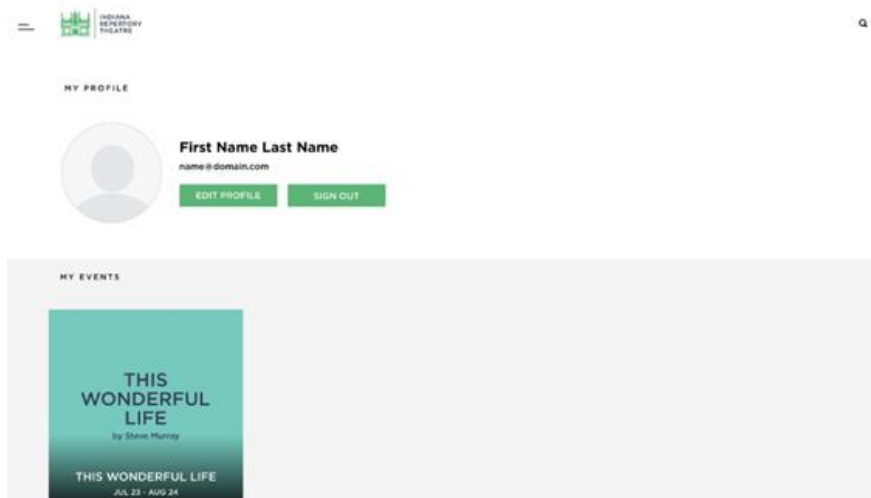 INDIANA
REPERTORY
THEATRE
MY PROFILE
First Name Last Name
name@domain.com
EDIT PROFILE
SIGN OUT
MY EVENTS
THIS
WONDERFUL
LIFE
by Steve Murray
THIS WONDERFUL LIFE
JUL 23 - AUG 24